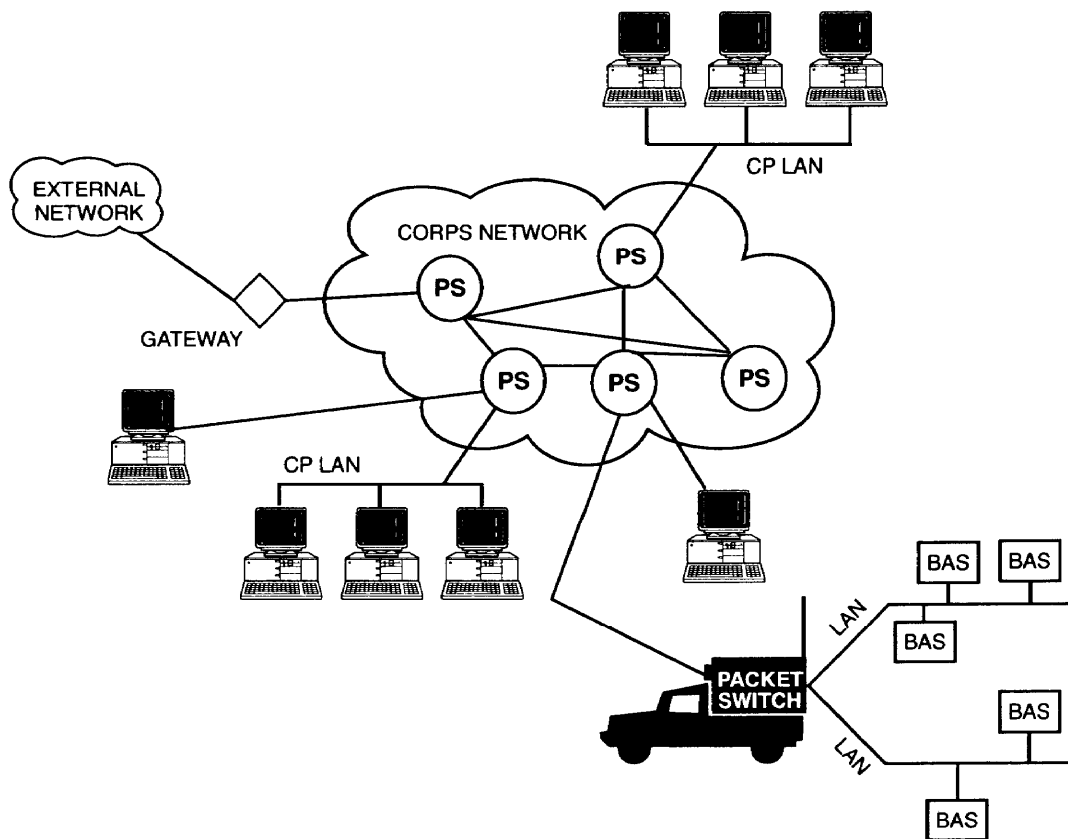 CP LAN
EXTERNAL
NETWORK
CORPS NETWORK
PS
PS
GATEWAY
PS
PS
PS
CP LAN
BAS
BAS
LAN
BAS
PACKET
SWITCH
BAS
LAN
BAS